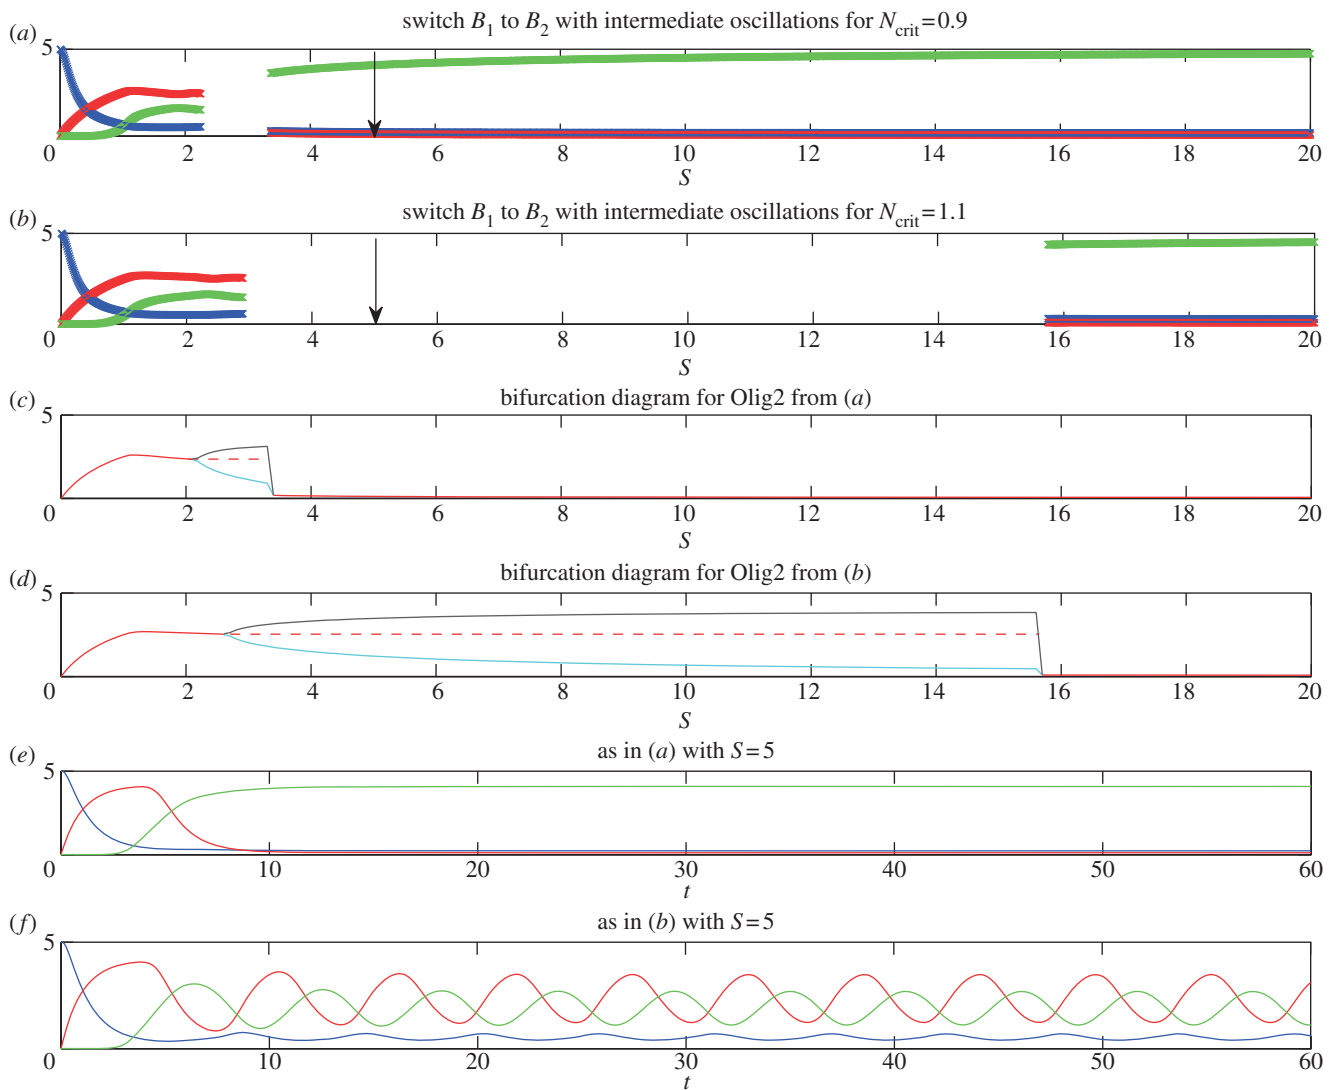 (a) switch B1 to B2 with intermediate oscillations for Ncrit=0.9
5
0 2 4 6 8 10 12 14 16 18 20
S
(b) switch B1 to B2 with intermediate oscillations for Ncrit=1.1
5
0 2 4 6 8 10 12 14 16 18 20
S
(c) bifurcation diagram for Olig2 from (a)
5
0 2 4 6 8 10 12 14 16 18 20
S
(d) bifurcation diagram for Olig2 from (b)
5
0 2 4 6 8 10 12 14 16 18 20
S
(e) as in (a) with S=5
5
0 10 20 30 40 50 60
t
(f) as in (b) with S=5
5
0 10 20 30 40 50 60
t